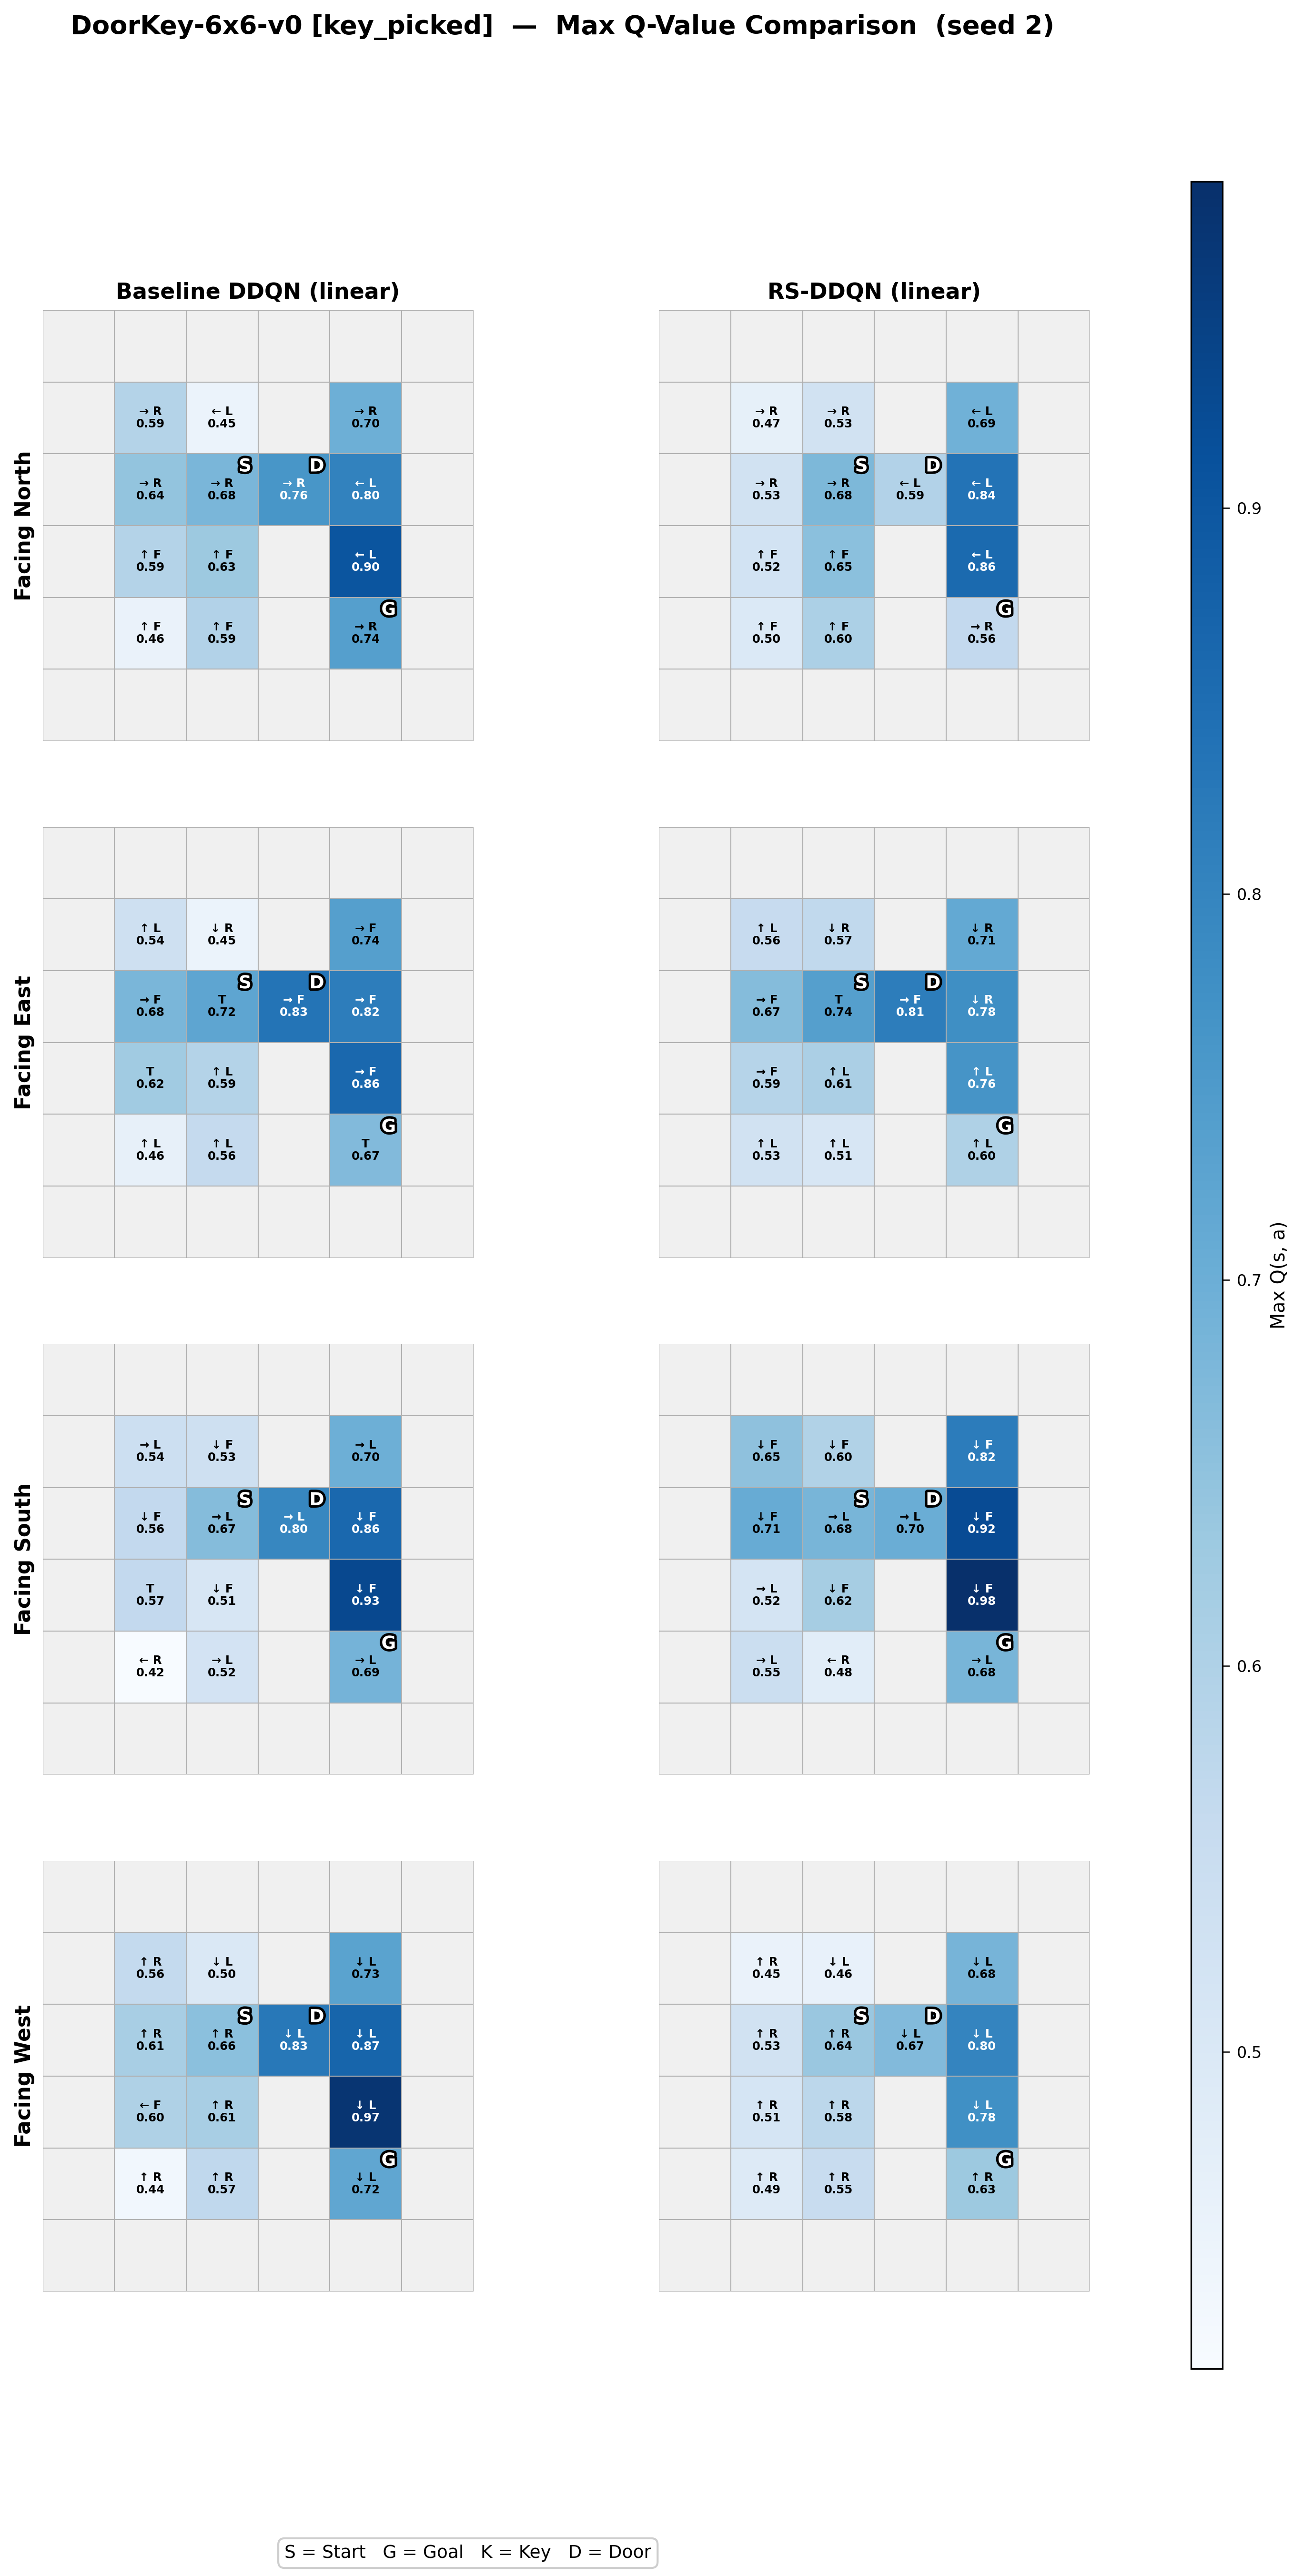 DoorKey-6x6-v0 [key_picked] — Max Q-Value Comparison (seed 2)
Baseline DDQN (linear)
RS-DDQN (linear)
Facing North
→ R ← L → R
0.59 0.45 0.70
S D
→ R → R → R ← L
0.64 0.68 0.76 0.80
↑ F ↑ F ← L
0.59 0.63 0.90
G
↑ F ↑ F → R
0.46 0.59 0.74
→ R → R ← L
0.47 0.53 0.69
S D
→ R → R ← L ← L
0.53 0.68 0.59 0.84
↑ F ↑ F ← L
0.52 0.65 0.86
G
↑ F ↑ F → R
0.50 0.60 0.56
Facing East
↑ L ↓ R → F
0.54 0.45 0.74
S D
→ F T → F → F
0.68 0.72 0.83 0.82
T ↑ L → F
0.62 0.59 0.86
G
↑ L ↑ L T
0.46 0.56 0.67
↑ L ↓ R ↓ R
0.56 0.57 0.71
S D
→ F T → F ↓ R
0.67 0.74 0.81 0.78
→ F ↑ L ↑ L
0.59 0.61 0.76
G
↑ L ↑ L ↑ L
0.53 0.51 0.60
Facing South
→ L ↓ F → L
0.54 0.53 0.70
S D
↓ F → L → L ↓ F
0.56 0.67 0.80 0.86
T ↓ F ↓ F
0.57 0.51 0.93
G
← R → L → L
0.42 0.52 0.69
↓ F ↓ F ↓ F
0.65 0.60 0.82
S D
↓ F → L → L ↓ F
0.71 0.68 0.70 0.92
→ L ↓ F ↓ F
0.52 0.62 0.98
G
→ L ← R → L
0.55 0.48 0.68
Facing West
↑ R ↓ L ↓ L
0.56 0.50 0.73
S D
↑ R ↑ R ↓ L ↓ L
0.61 0.66 0.83 0.87
← F ↑ R ↓ L
0.60 0.61 0.97
G
↑ R ↑ R ↓ L
0.44 0.57 0.72
↑ R ↓ L ↓ L
0.45 0.46 0.68
S D
↑ R ↑ R ↓ L ↓ L
0.53 0.64 0.67 0.80
↑ R ↑ R ↓ L
0.51 0.58 0.78
G
↑ R ↑ R ↑ R
0.49 0.55 0.63
0.9
0.8
0.7
0.6
0.5
Max Q(s, a)
S = Start G = Goal K = Key D = Door